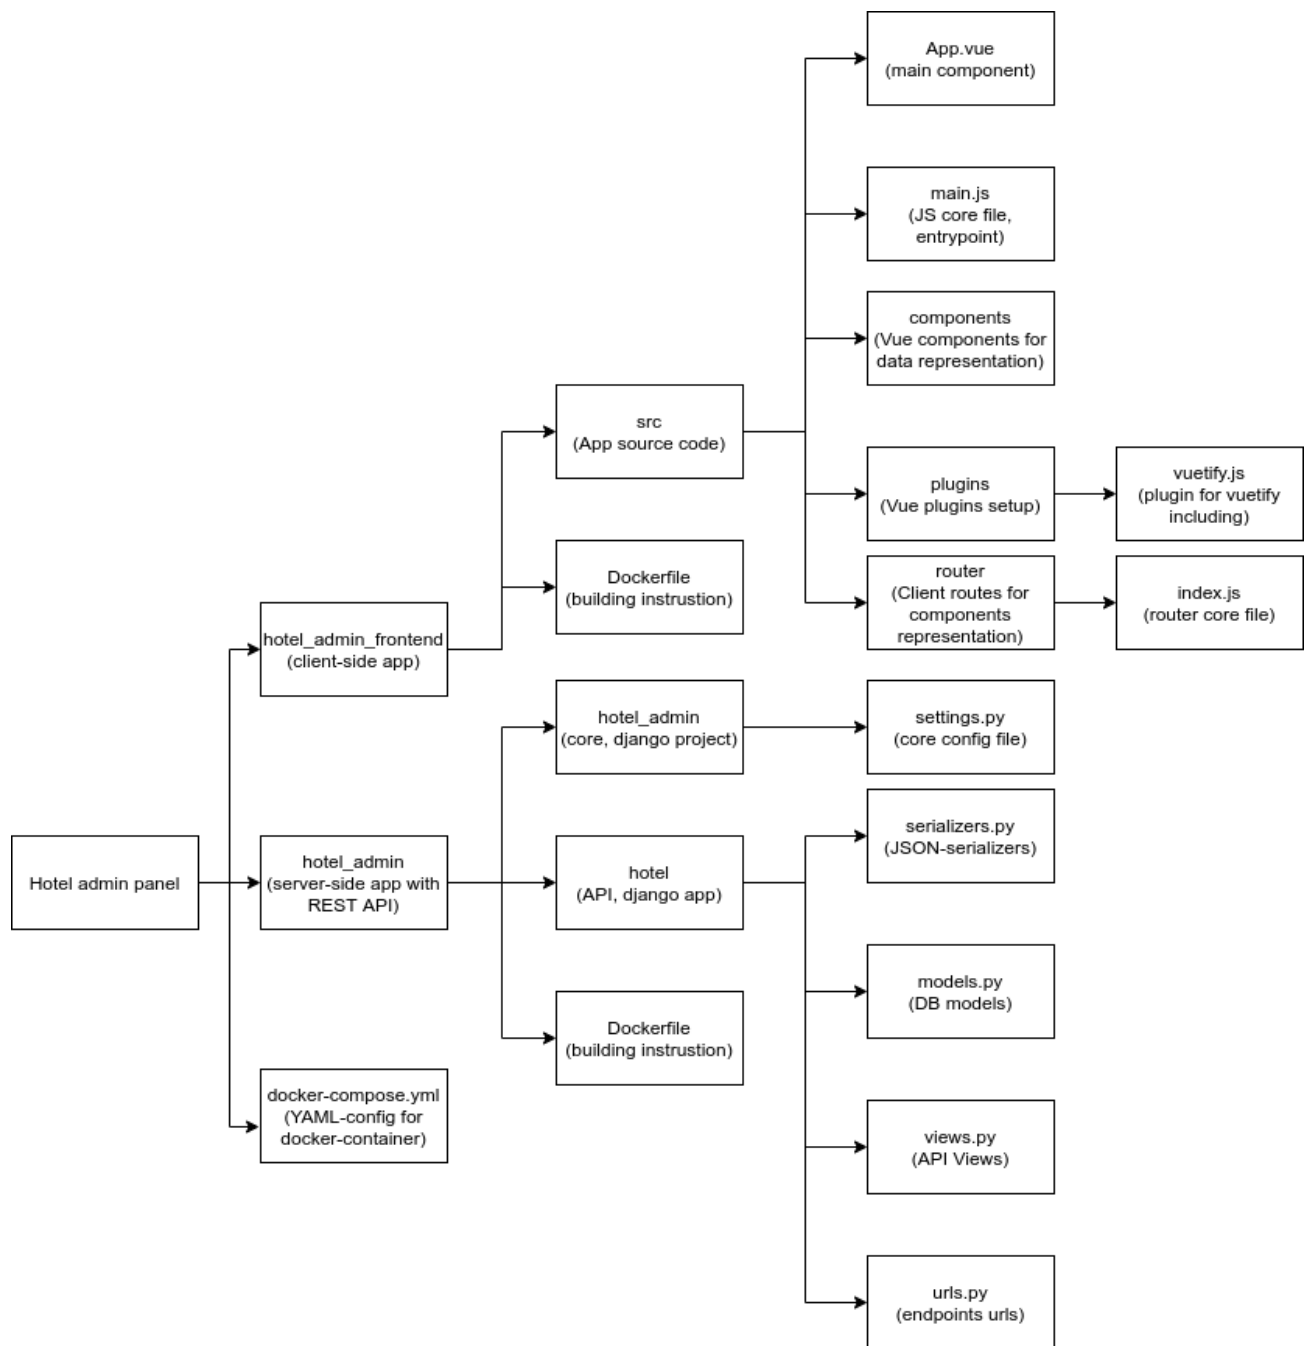 App.vue
(main component)
main.js
(JS core file,
entrypoint)
components
(Vue components for
data representation)
src
(App source code)
plugins
(Vue plugins setup)
vuetify.js
(plugin for vuetify
including)
Dockerfile
(building instrustion)
router
(Client routes for
components
representation)
index.js
(router core file)
hotel_admin_frontend
(client-side app)
hotel_admin
(core, django project)
settings.py
(core config file)
Hotel admin panel
hotel_admin
(server-side app with
REST API)
hotel
(API, django app)
serializers.py
(JSON-serializers)
models.py
(DB models)
Dockerfile
(building instrustion)
docker-compose.yml
(YAML-config for
docker-container)
views.py
(API Views)
urls.py
(endpoints urls)